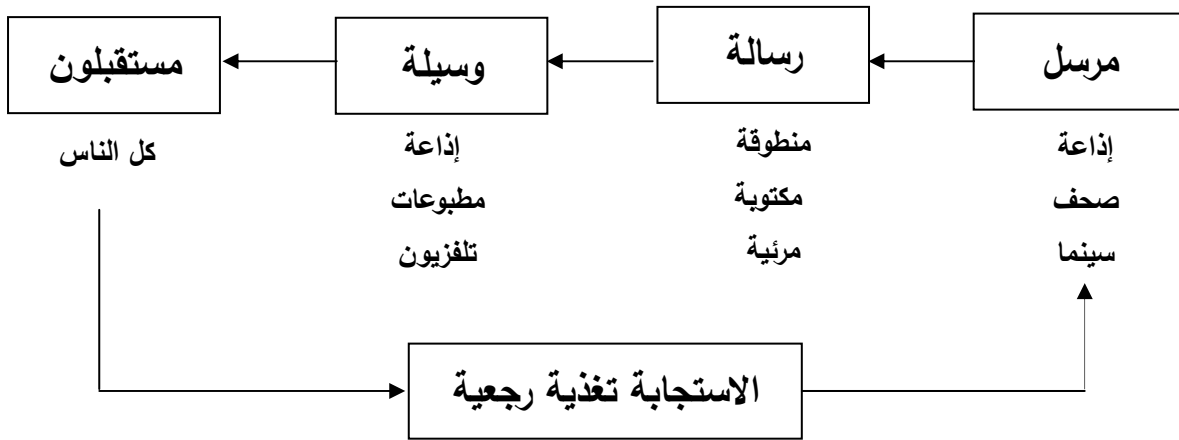 مرسل
رسالة
وسيلة
مستقبلون
إذاعة
صحف
سينما
منطوقة
مكتوبة
مرئية
إذاعة
مطبوعات
تلفزيون
كل الناس
الاستجابة تغذية رجعية